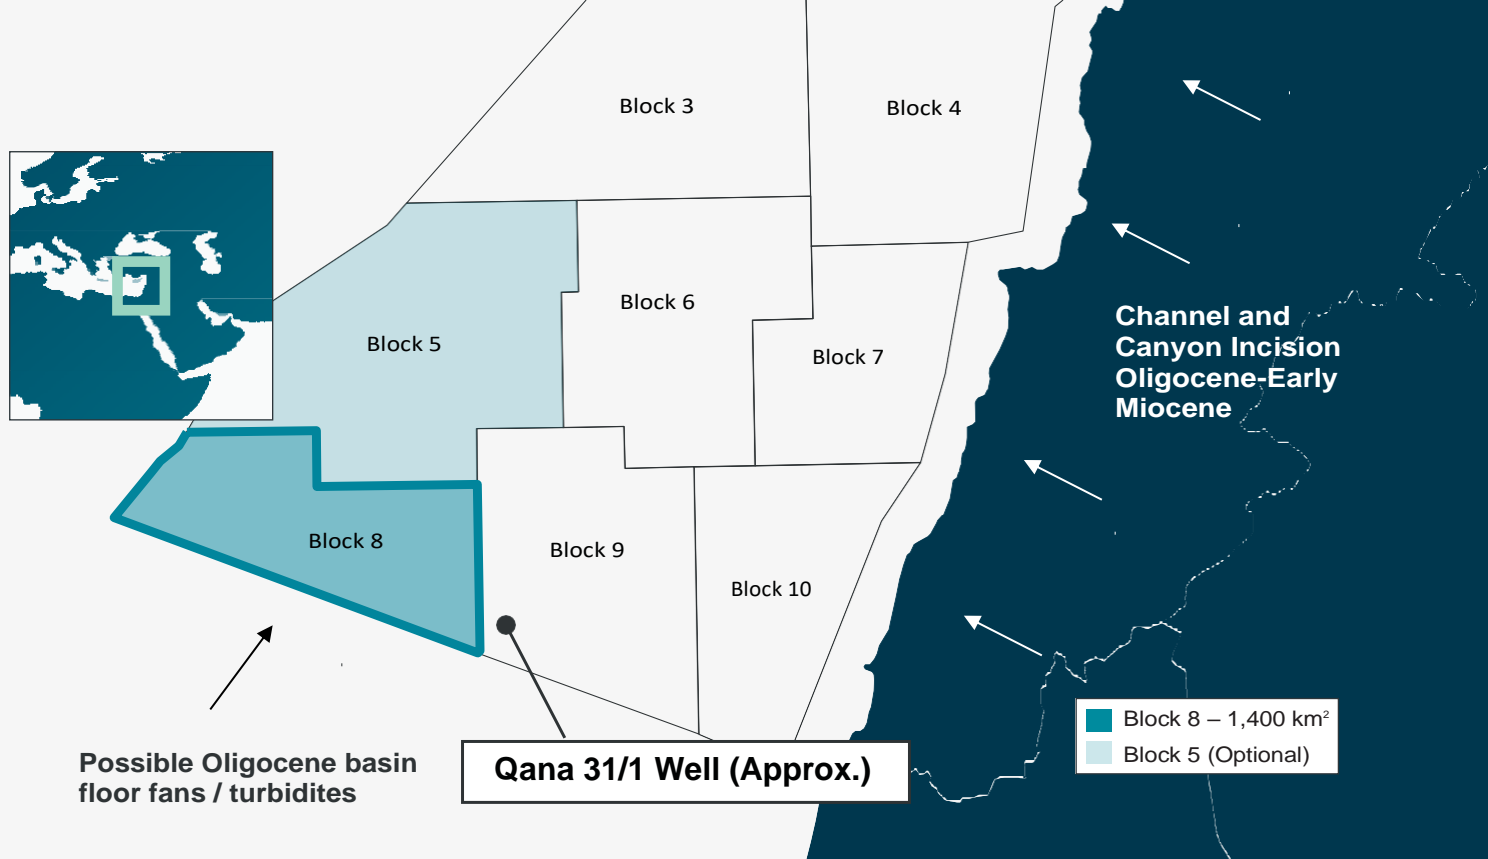 Block 3
Block 4
Block 6
Block 5
Block 7
Channel and
Canyon Incision
Oligocene-Early
Miocene
Block 8
Block 9
Block 10
Block 8 – 1,400 km²
Block 5 (Optional)
Possible Oligocene basin
floor fans / turbidites
Qana 31/1 Well (Approx.)